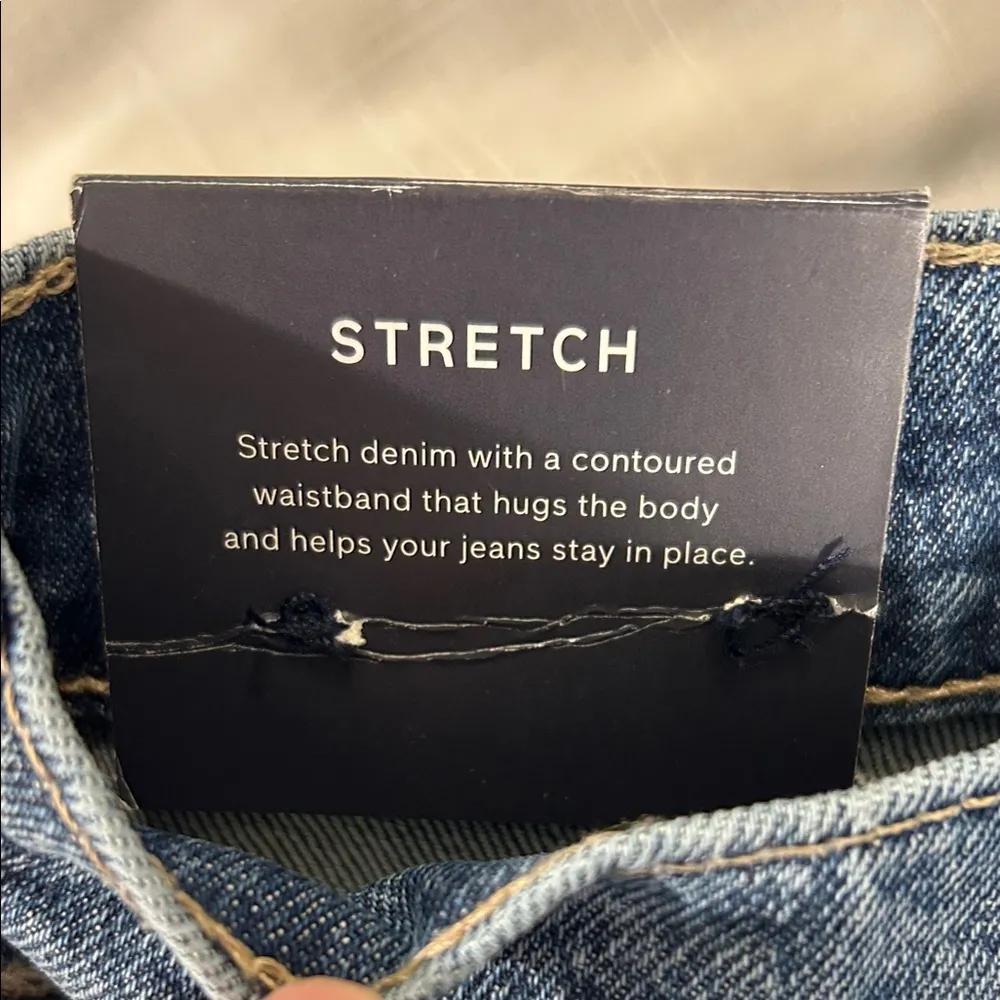 STRETCH
Stretch denim with a contoured
waistband that hugs the body
and helps your jeans stay in place.